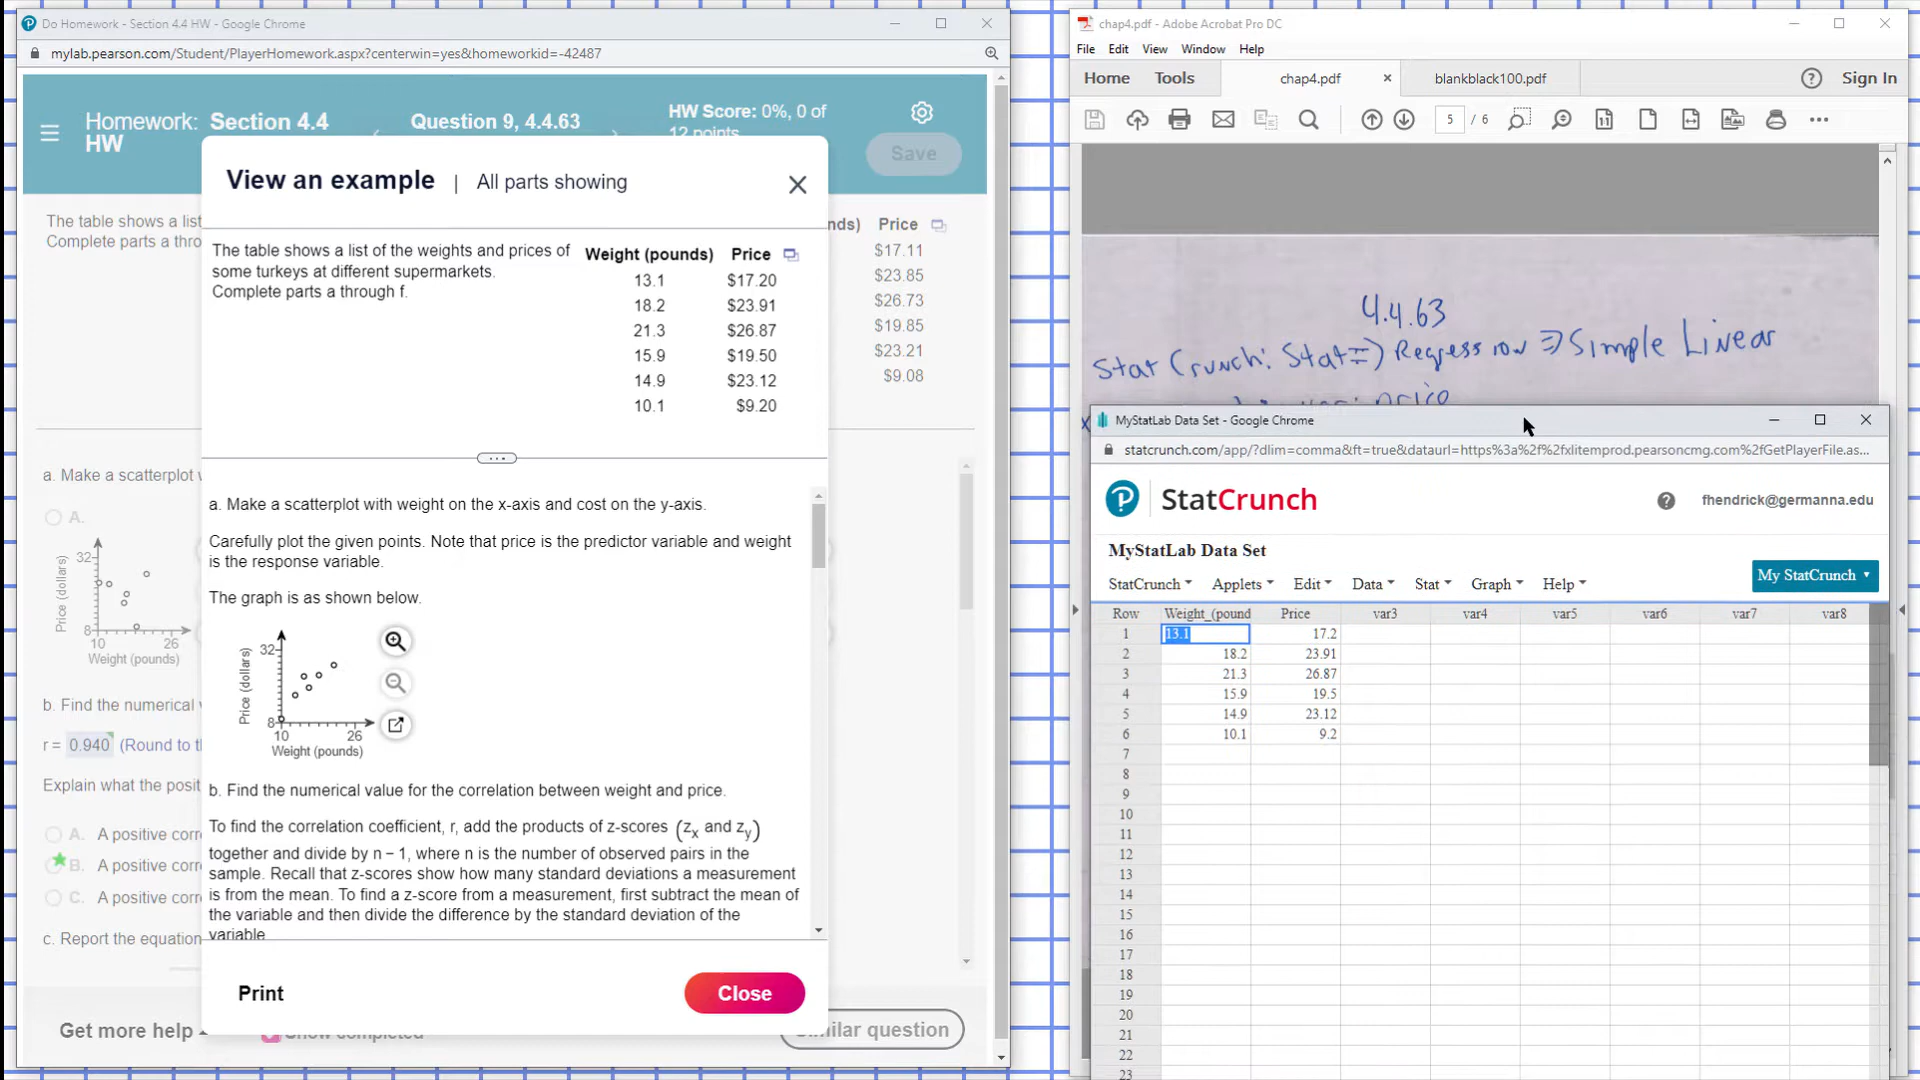 Do Homework - Section 4.4 HW - Google Chrome
mylab.pearson.com/Student/PlayerHomework.aspx?centerwin=yes&homeworkid=-42487
Homework: Section 4.4
HW
Question 9, 4.4.63
HW Score: 0%, 0 of
12 points
Save
The table shows a list
Complete parts a thro
nds) Price
$17.11
$23.85
$26.73
$19.85
$23.21
$9.08
a. Make a scatterplot
A.
32
8
10 26
Price (dollars)
Weight (pounds)
b. Find the numerical
r = 0.940 (Round to th
Explain what the posit
A. A positive corre
B. A positive corre
C. A positive corre
c. Report the equation
Get more help
Show completed
Similar question
View an example | All parts showing
The table shows a list of the weights and prices of
some turkeys at different supermarkets.
Complete parts a through f.
Weight (pounds) Price
13.1 $17.20
18.2 $23.91
21.3 $26.87
15.9 $19.50
14.9 $23.12
10.1 $9.20
a. Make a scatterplot with weight on the x-axis and cost on the y-axis.
Carefully plot the given points. Note that price is the predictor variable and weight
is the response variable.
The graph is as shown below.
32
8
10 26
Price (dollars)
Weight (pounds)
b. Find the numerical value for the correlation between weight and price.
To find the correlation coefficient, r, add the products of z-scores (zx and zy)
together and divide by n − 1, where n is the number of observed pairs in the
sample. Recall that z-scores show how many standard deviations a measurement
is from the mean. To find a z-score from a measurement, first subtract the mean of
the variable and then divide the difference by the standard deviation of the
variable
Print
Close
chap4.pdf - Adobe Acrobat Pro DC
File Edit View Window Help
Home Tools chap4.pdf blankblack100.pdf Sign In
5 / 6
4.4.63
Stat Crunch: Stat => Regression => Simple Linear
price
MyStatLab Data Set - Google Chrome
statcrunch.com/app/?dlim=comma&ft=true&dataurl=https%3a%2f%2fxlitemprod.pearsoncmg.com%2fGetPlayerFile.as...
StatCrunch
fhendrick@germanna.edu
MyStatLab Data Set
StatCrunch Applets Edit Data Stat Graph Help
My StatCrunch
Row Weight_(pound Price var3 var4 var5 var6 var7 var8
1 13.1 17.2
2 18.2 23.91
3 21.3 26.87
4 15.9 19.5
5 14.9 23.12
6 10.1 9.2
7
8
9
10
11
12
13
14
15
16
17
18
19
20
21
22
23